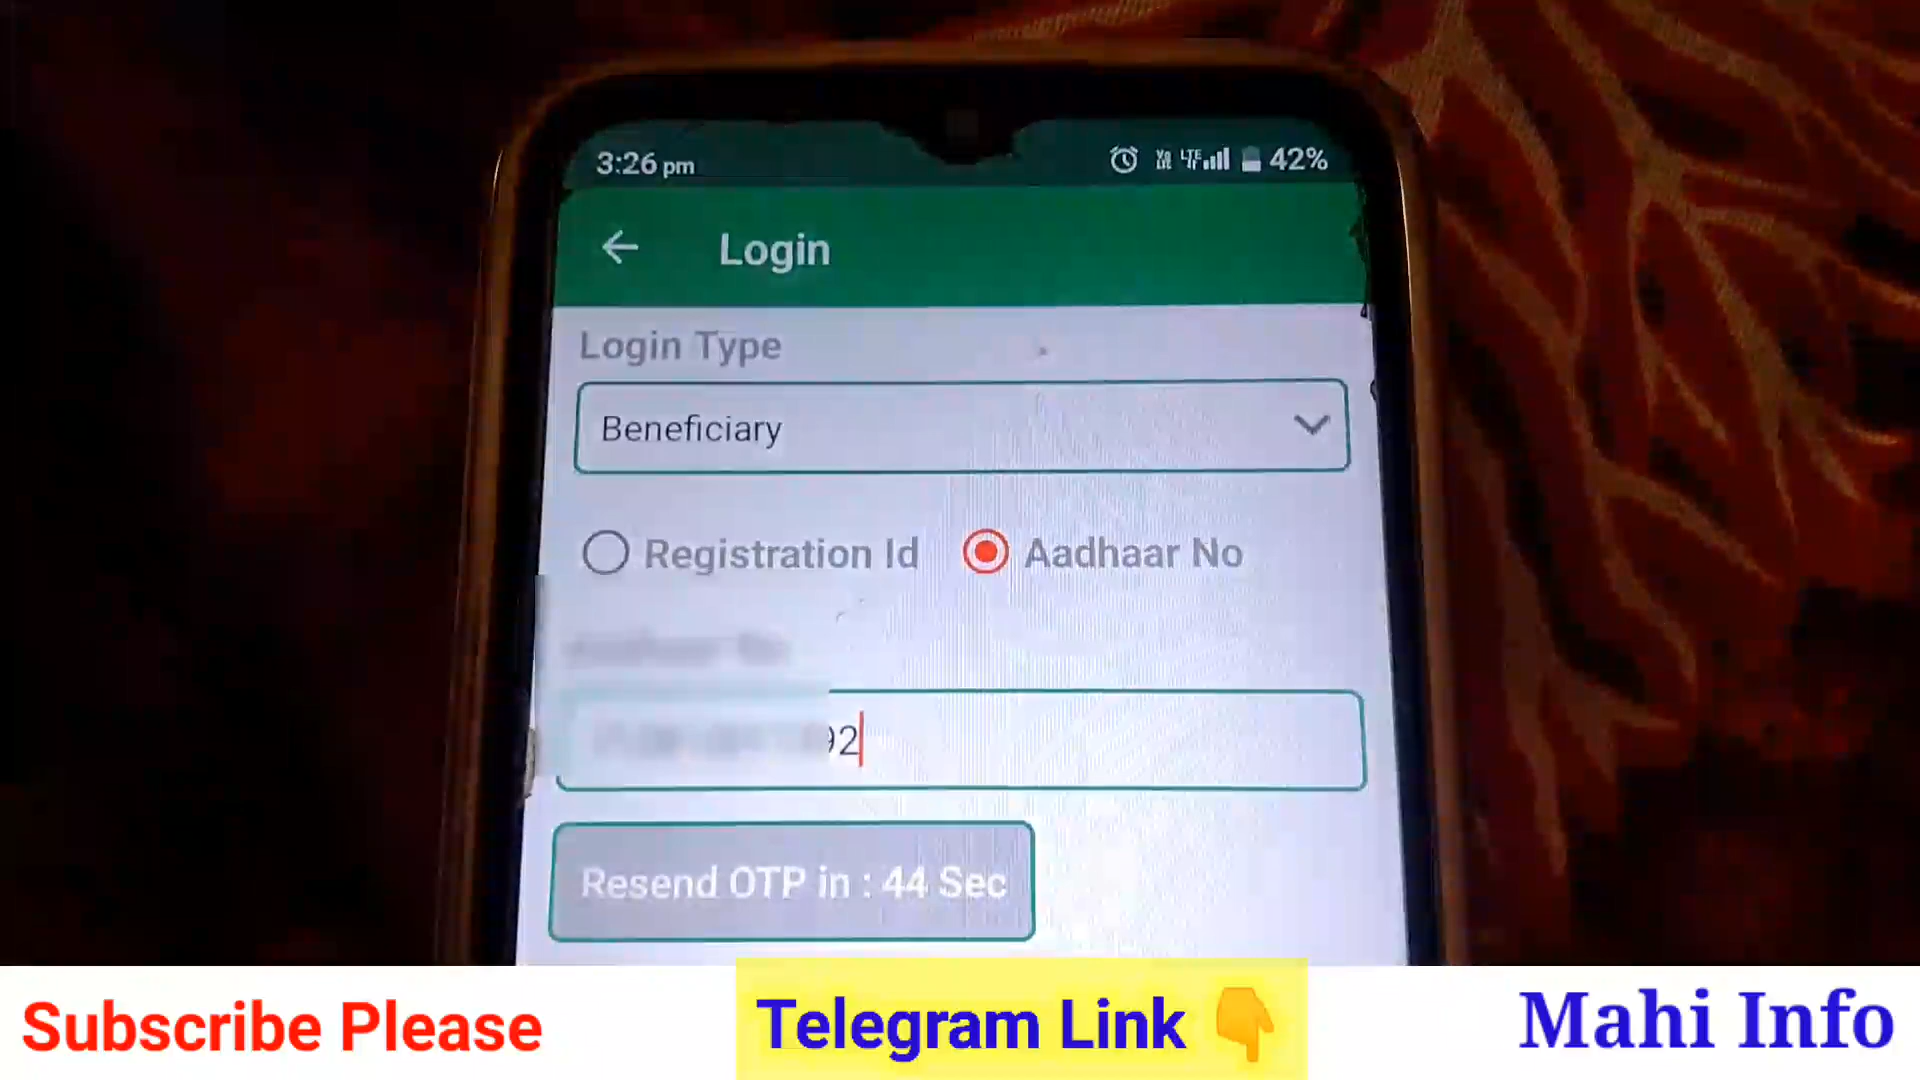 3:26 pm
42%
Login
Login Type
Beneficiary
Registration Id
Aadhaar No
92
Resend OTP in : 44 Sec
Subscribe Please
Telegram Link 👇
Mahi Info